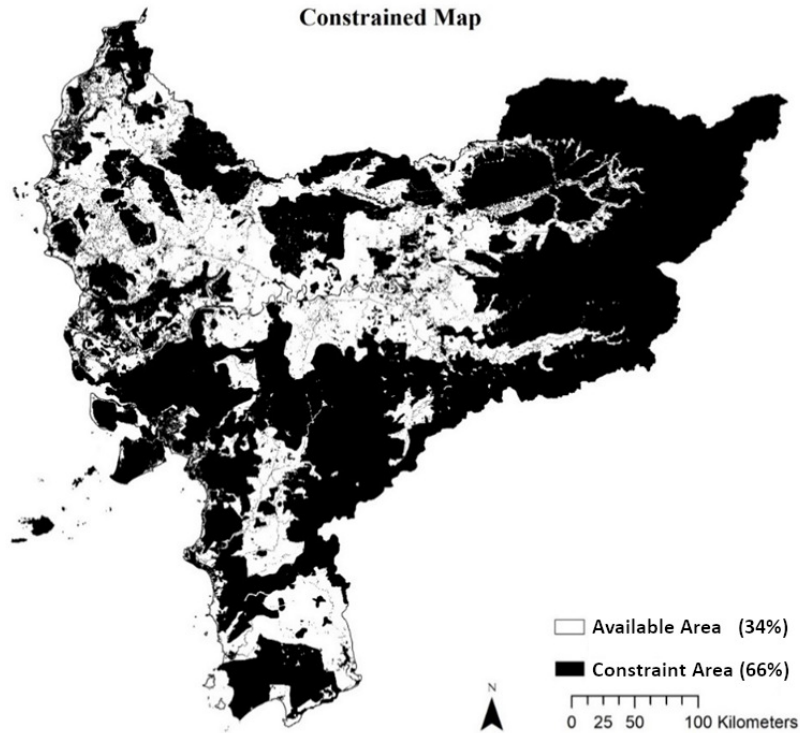 Constrained Map
Available Area (34%)
Constraint Area (66%)
N
0 25 50 100 Kilometers